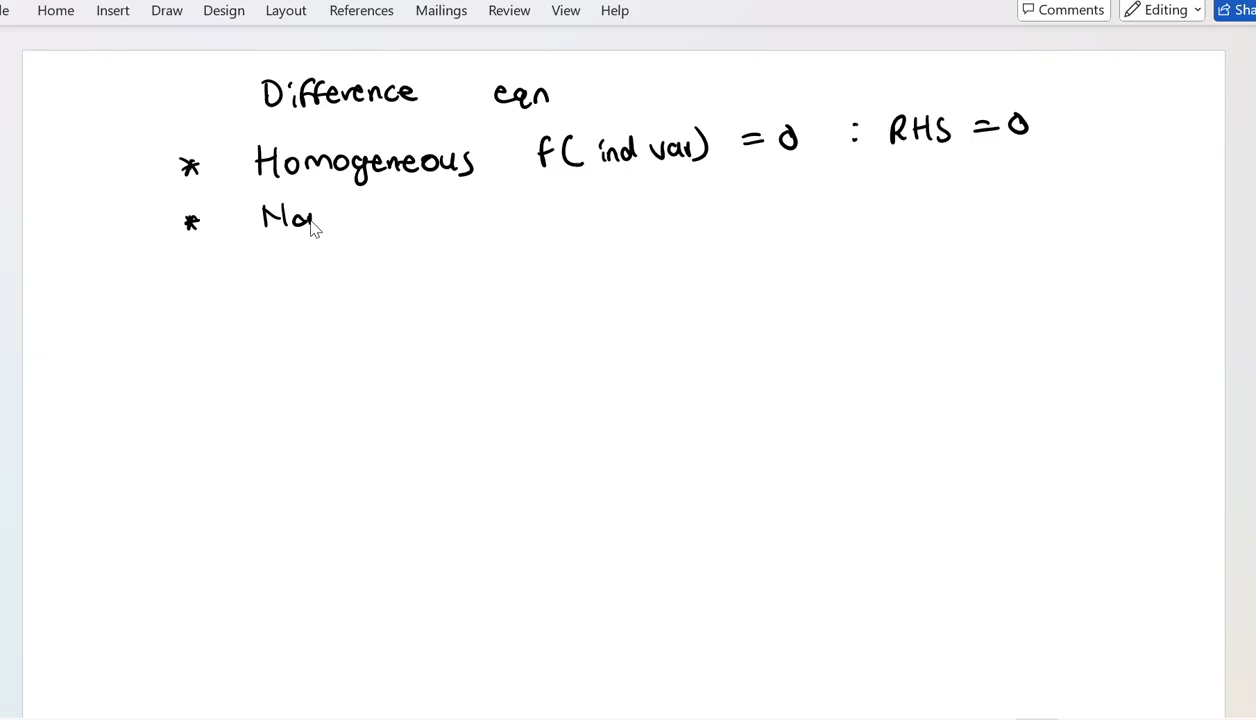 Home Insert Draw Design Layout References Mailings Review View Help Comments Editing
Difference eqn
* Homogeneous f( ind var) = 0 : RHS = 0
* No